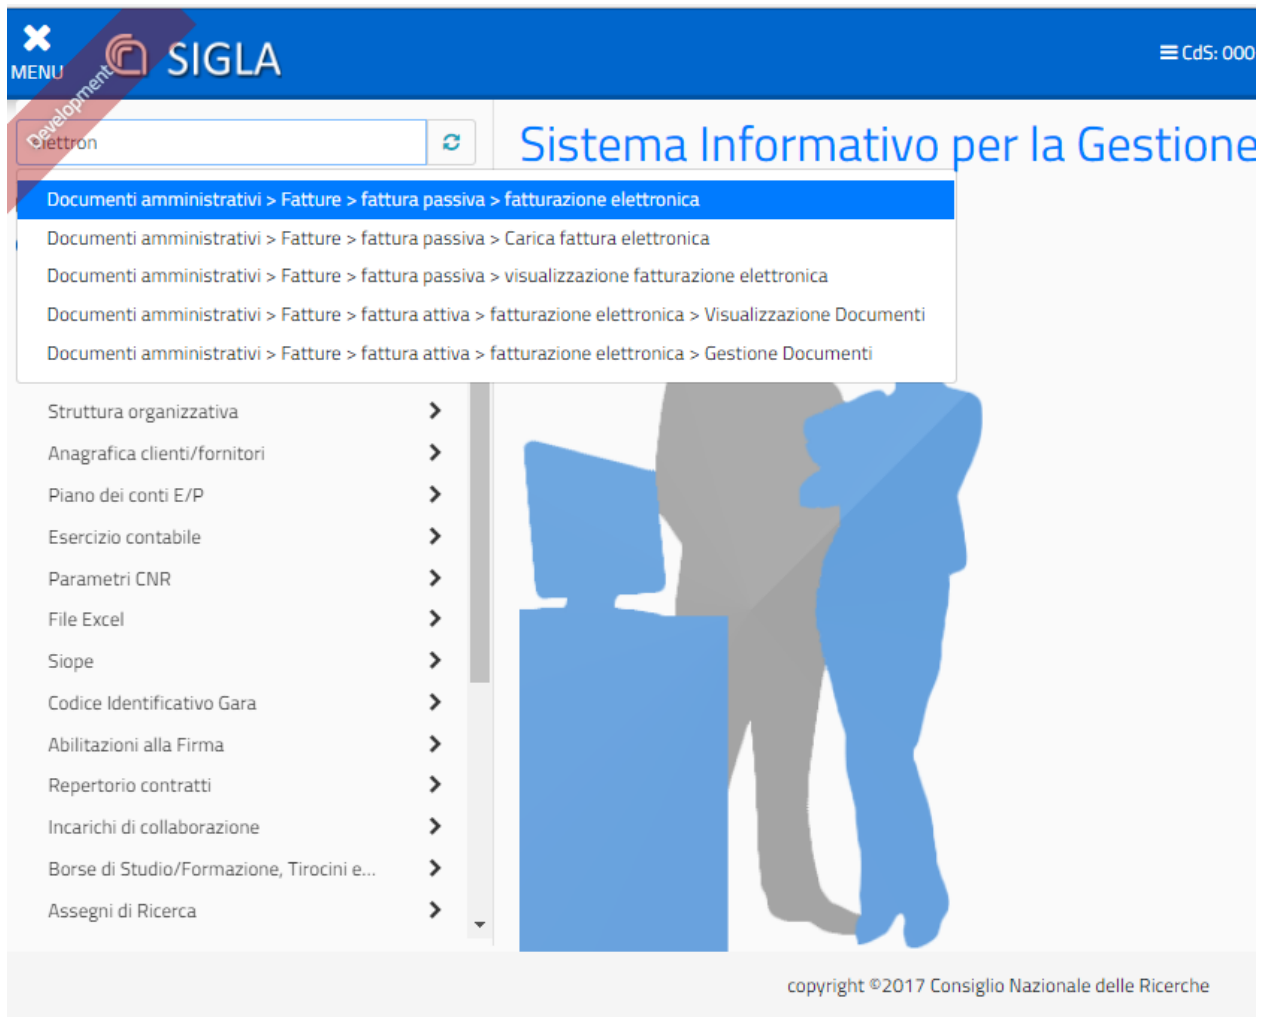 MENU
SIGLA
CdS: 000
Development
elettron
Sistema Informativo per la Gestione
Documenti amministrativi > Fatture > fattura passiva > fatturazione elettronica
Documenti amministrativi > Fatture > fattura passiva > Carica fattura elettronica
Documenti amministrativi > Fatture > fattura passiva > visualizzazione fatturazione elettronica
Documenti amministrativi > Fatture > fattura attiva > fatturazione elettronica > Visualizzazione Documenti
Documenti amministrativi > Fatture > fattura attiva > fatturazione elettronica > Gestione Documenti
Struttura organizzativa
Anagrafica clienti/fornitori
Piano dei conti E/P
Esercizio contabile
Parametri CNR
File Excel
Siope
Codice Identificativo Gara
Abilitazioni alla Firma
Repertorio contratti
Incarichi di collaborazione
Borse di Studio/Formazione, Tirocini e...
Assegni di Ricerca
copyright ©2017 Consiglio Nazionale delle Ricerche